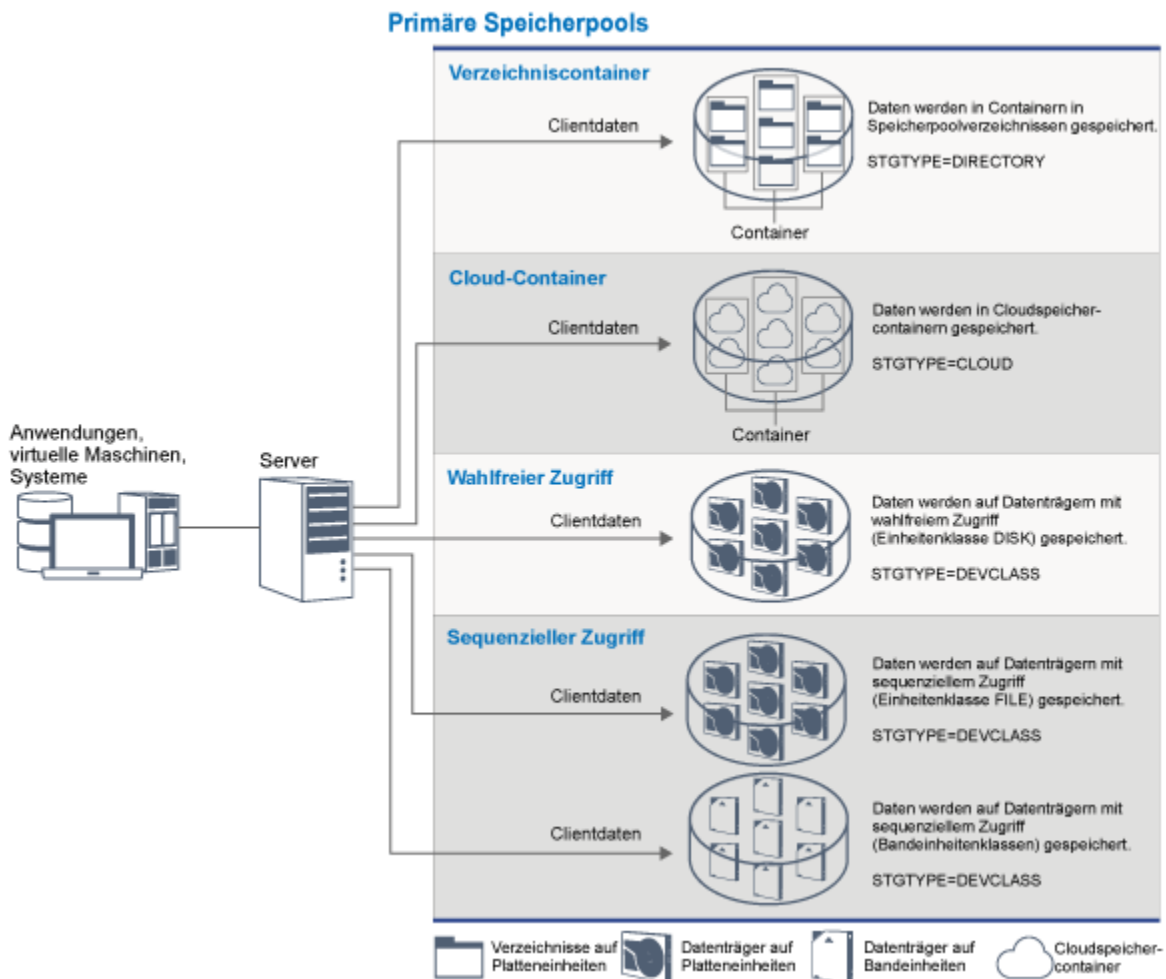 Primäre Speicherpools
Verzeichniscontainer
Clientdaten
Daten werden in Containern in
Speicherpoolverzeichnissen gespeichert.
STGTYPE=DIRECTORY
Container
Cloud-Container
Clientdaten
Daten werden in Cloudspeicher-
containern gespeichert.
STGTYPE=CLOUD
Container
Anwendungen,
virtuelle Maschinen,
Systeme
Server
Wahlfreier Zugriff
Clientdaten
Daten werden auf Datenträgern mit
wahlfreiem Zugriff
(Einheitenklasse DISK) gespeichert.
STGTYPE=DEVCLASS
Sequenzieller Zugriff
Clientdaten
Daten werden auf Datenträgern mit
sequenziellem Zugriff
(Einheitenklasse FILE) gespeichert.
STGTYPE=DEVCLASS
Clientdaten
Daten werden auf Datenträgern mit
sequenziellem Zugriff
(Bandeinheitenklassen) gespeichert.
STGTYPE=DEVCLASS
Verzeichnisse auf
Platteneinheiten
Datenträger auf
Platteneinheiten
Datenträger auf
Bandeinheiten
Cloudspeicher-
container